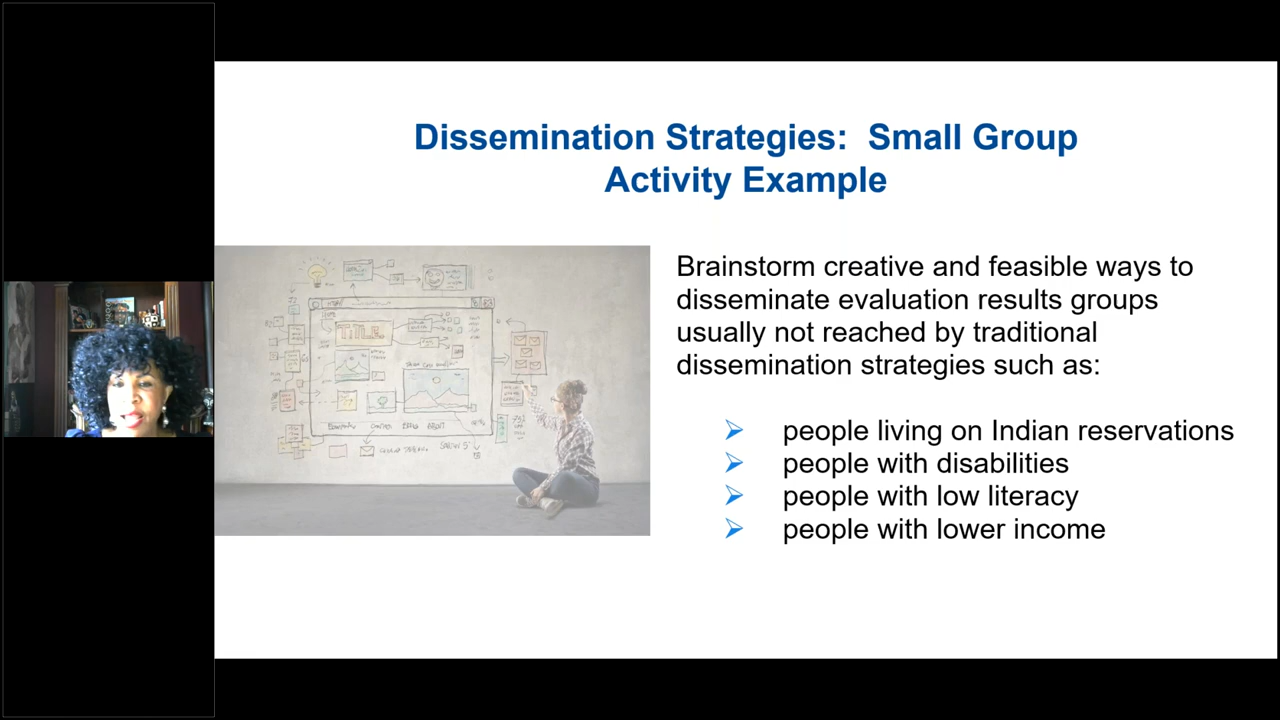 Dissemination Strategies:  Small Group
Activity Example
TITLE
Brainstorm creative and feasible ways to
disseminate evaluation results groups
usually not reached by traditional
dissemination strategies such as:
people living on Indian reservations
people with disabilities
people with low literacy
people with lower income